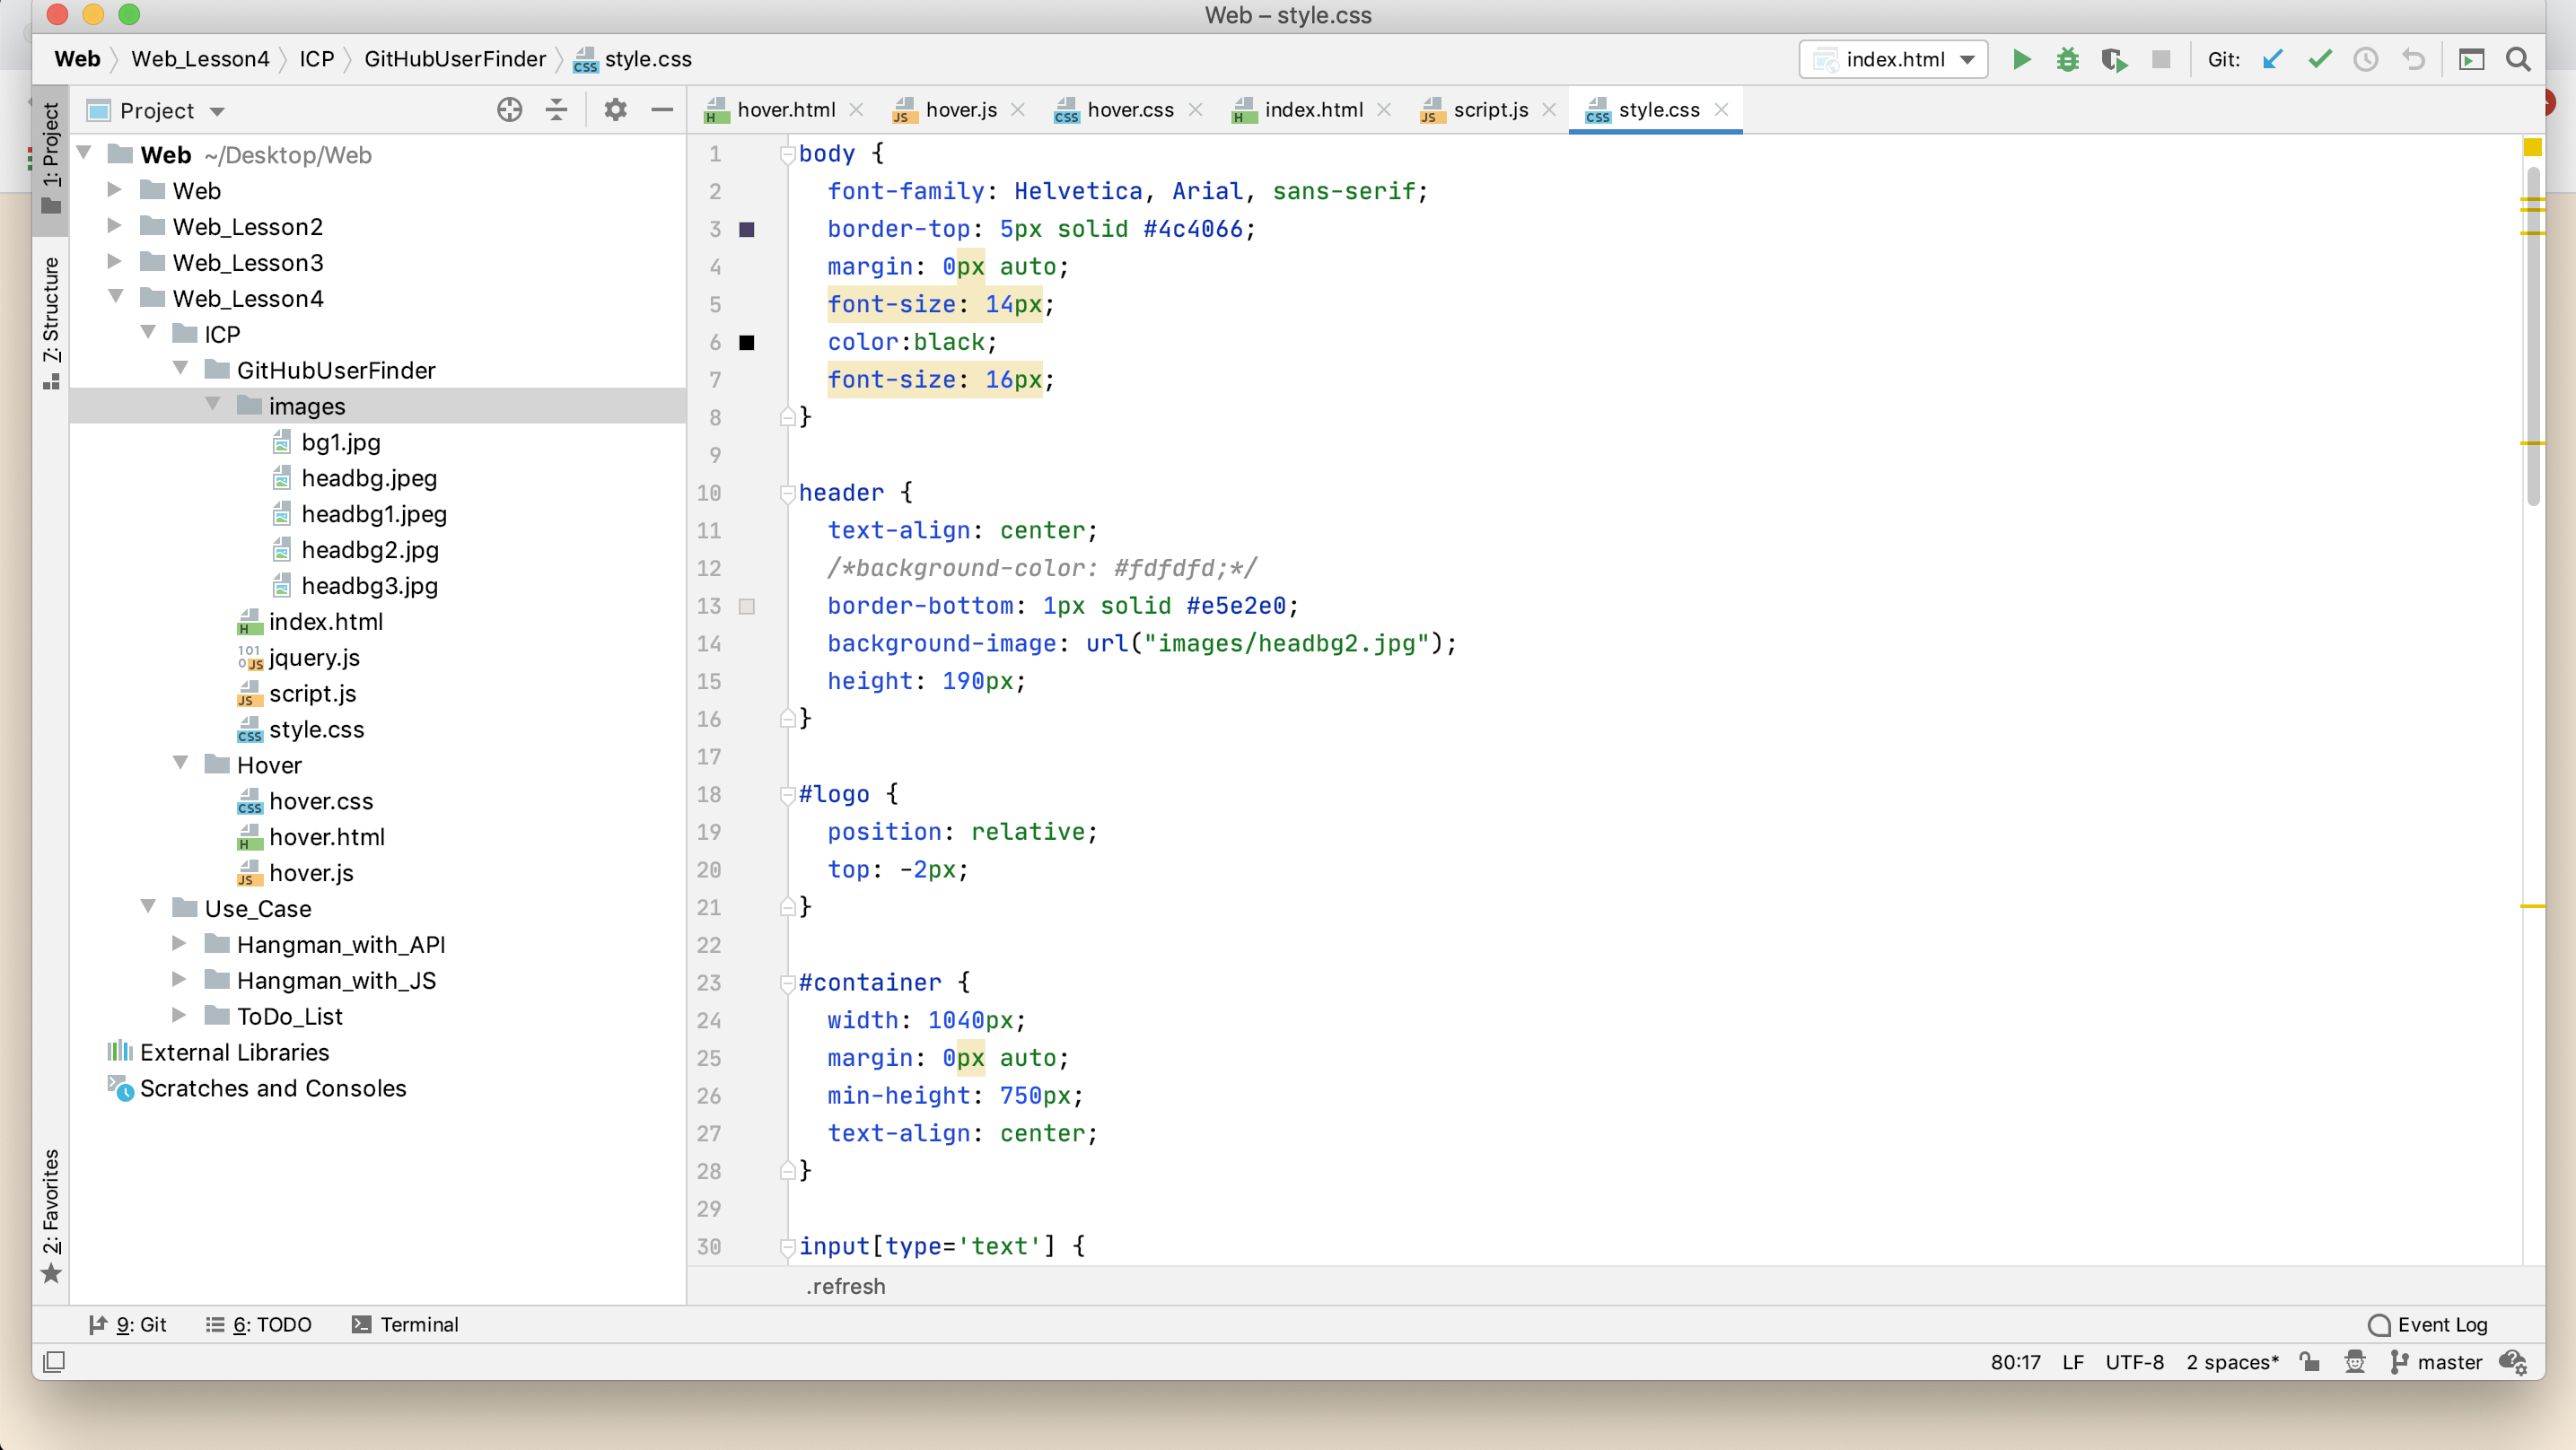 Web – style.css
Web Web_Lesson4 ICP GitHubUserFinder style.css index.html Git:
1: Project
7: Structure
2: Favorites
Project
Web ~/Desktop/Web
Web
Web_Lesson2
Web_Lesson3
Web_Lesson4
ICP
GitHubUserFinder
images
bg1.jpg
headbg.jpeg
headbg1.jpeg
headbg2.jpg
headbg3.jpg
index.html
jquery.js
script.js
style.css
Hover
hover.css
hover.html
hover.js
Use_Case
Hangman_with_API
Hangman_with_JS
ToDo_List
External Libraries
Scratches and Consoles
hover.html hover.js hover.css index.html script.js style.css
1 body {
2 font-family: Helvetica, Arial, sans-serif;
3 border-top: 5px solid #4c4066;
4 margin: 0px auto;
5 font-size: 14px;
6 color:black;
7 font-size: 16px;
8 }
9
10 header {
11 text-align: center;
12 /*background-color: #fdfdfd;*/
13 border-bottom: 1px solid #e5e2e0;
14 background-image: url("images/headbg2.jpg");
15 height: 190px;
16 }
17
18 #logo {
19 position: relative;
20 top: -2px;
21 }
22
23 #container {
24 width: 1040px;
25 margin: 0px auto;
26 min-height: 750px;
27 text-align: center;
28 }
29
30 input[type='text'] {
.refresh
9: Git 6: TODO Terminal Event Log
80:17 LF UTF-8 2 spaces* master